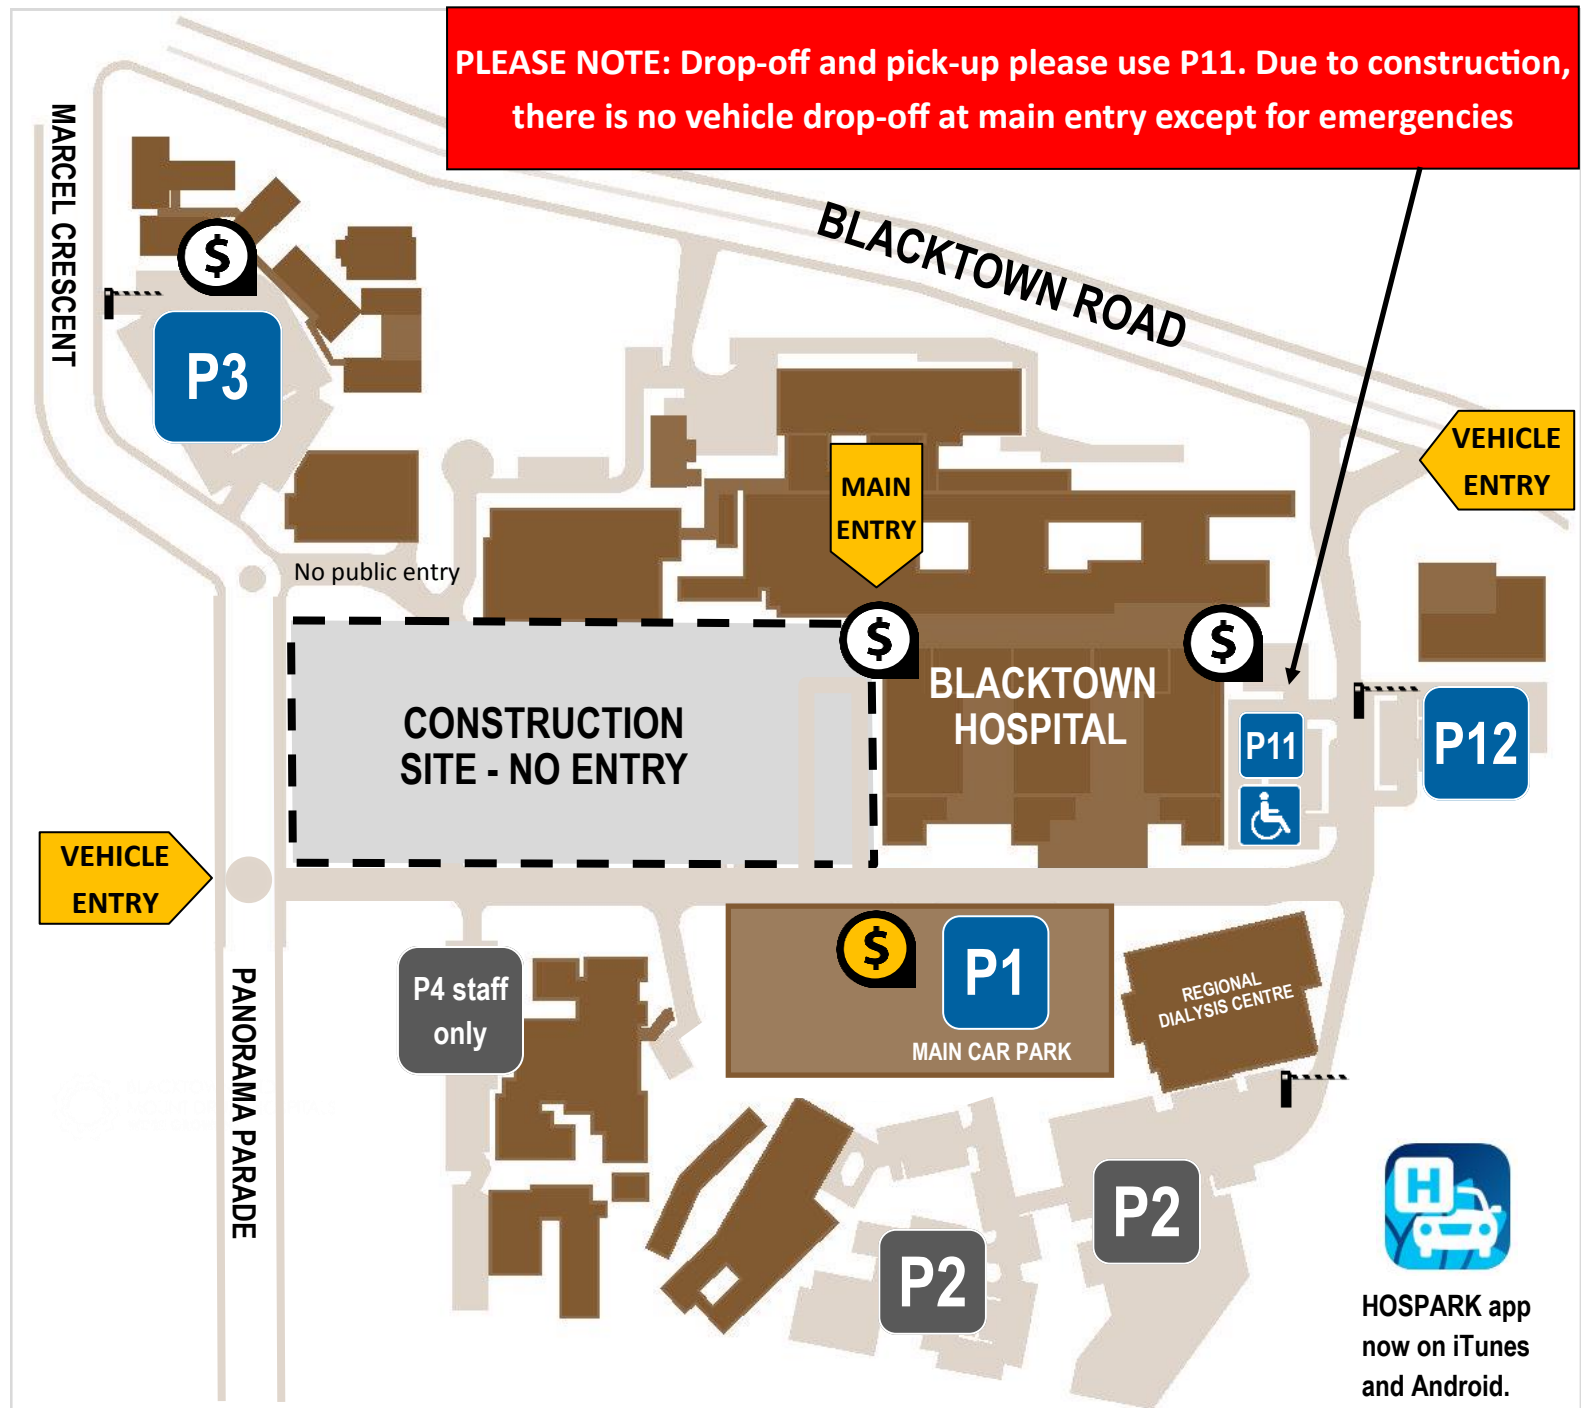 PLEASE NOTE: Drop-off and pick-up please use P11. Due to construction,
there is no vehicle drop-off at main entry except for emergencies
MARCEL CRESCENT
BLACKTOWN ROAD
$
P3
VEHICLE
ENTRY
MAIN
ENTRY
No public entry
$
$
BLACKTOWN
HOSPITAL
CONSTRUCTION
SITE - NO ENTRY
P11
P12
VEHICLE
ENTRY
$
P1
MAIN CAR PARK
P4 staff
only
REGIONAL
DIALYSIS CENTRE
PANORAMA PARADE
P2
P2
H
HOSPARK app
now on iTunes
and Android.